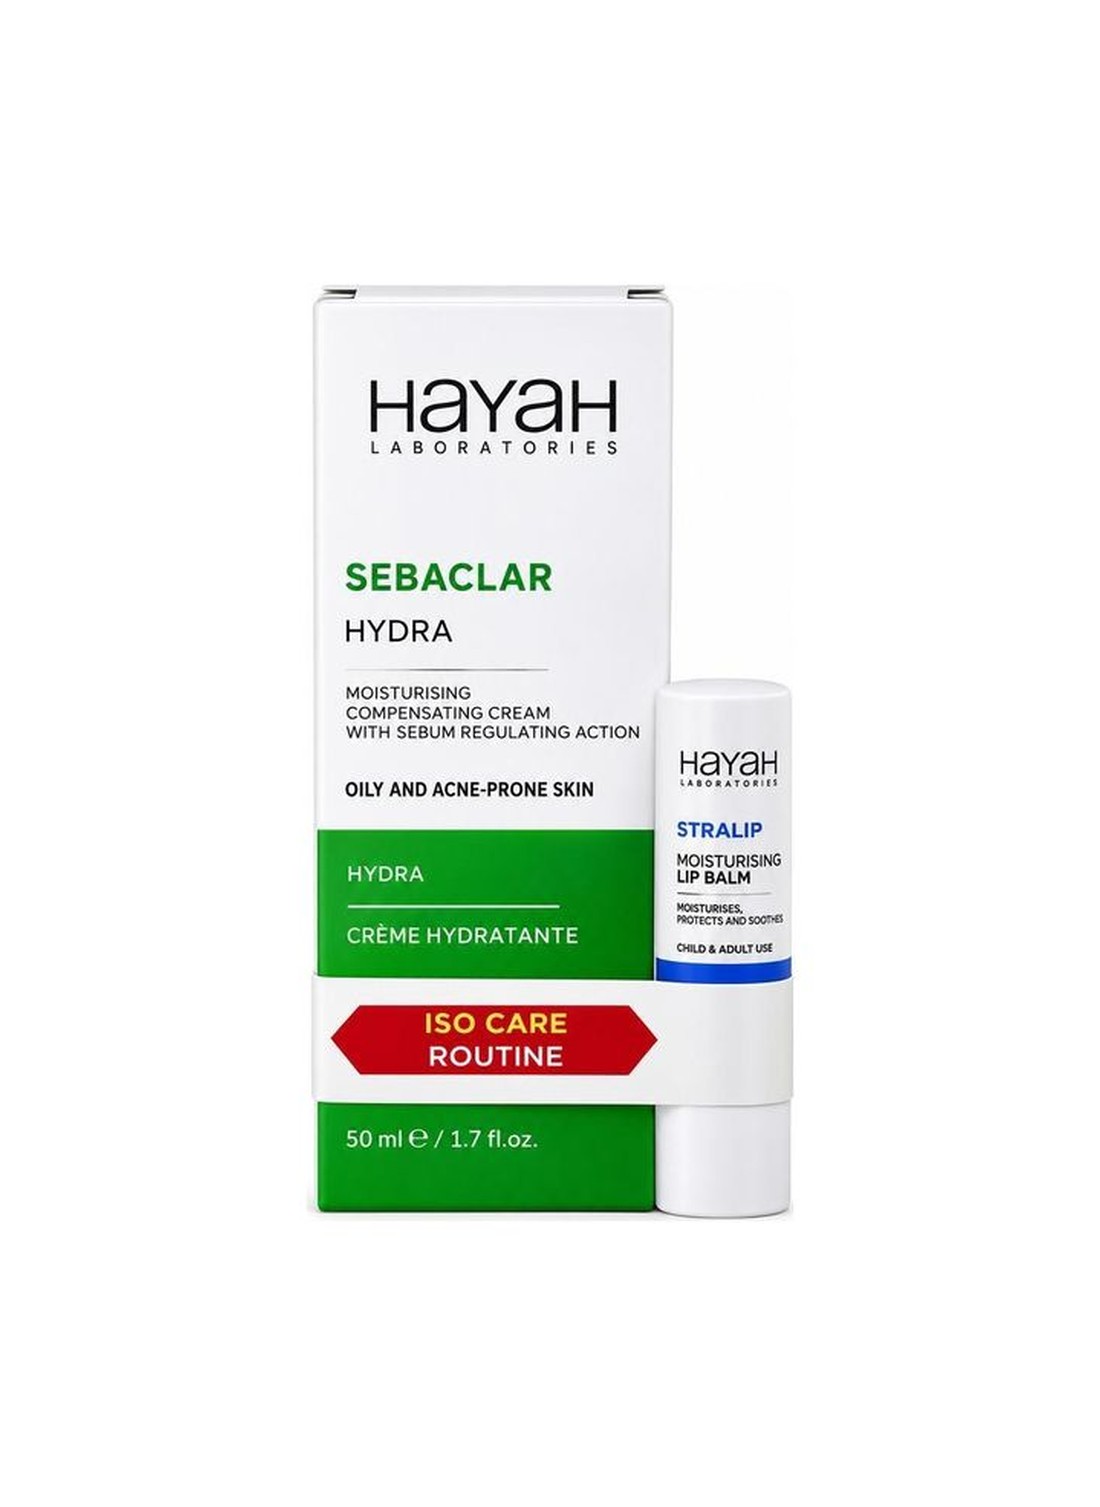 HAYAH
LABORATORIES
SEBACLAR
HYDRA
MOISTURISING
COMPENSATING CREAM
WITH SEBUM REGULATING ACTION
OILY AND ACNE-PRONE SKIN
HYDRA
CRÈME HYDRATANTE
ISO CARE
ROUTINE
50 ml ℮ / 1.7 fl.oz.
HAYAH
LABORATORIES
STRALIP
MOISTURISING
LIP BALM
MOISTURISES,
PROTECTS AND SOOTHES
CHILD & ADULT USE